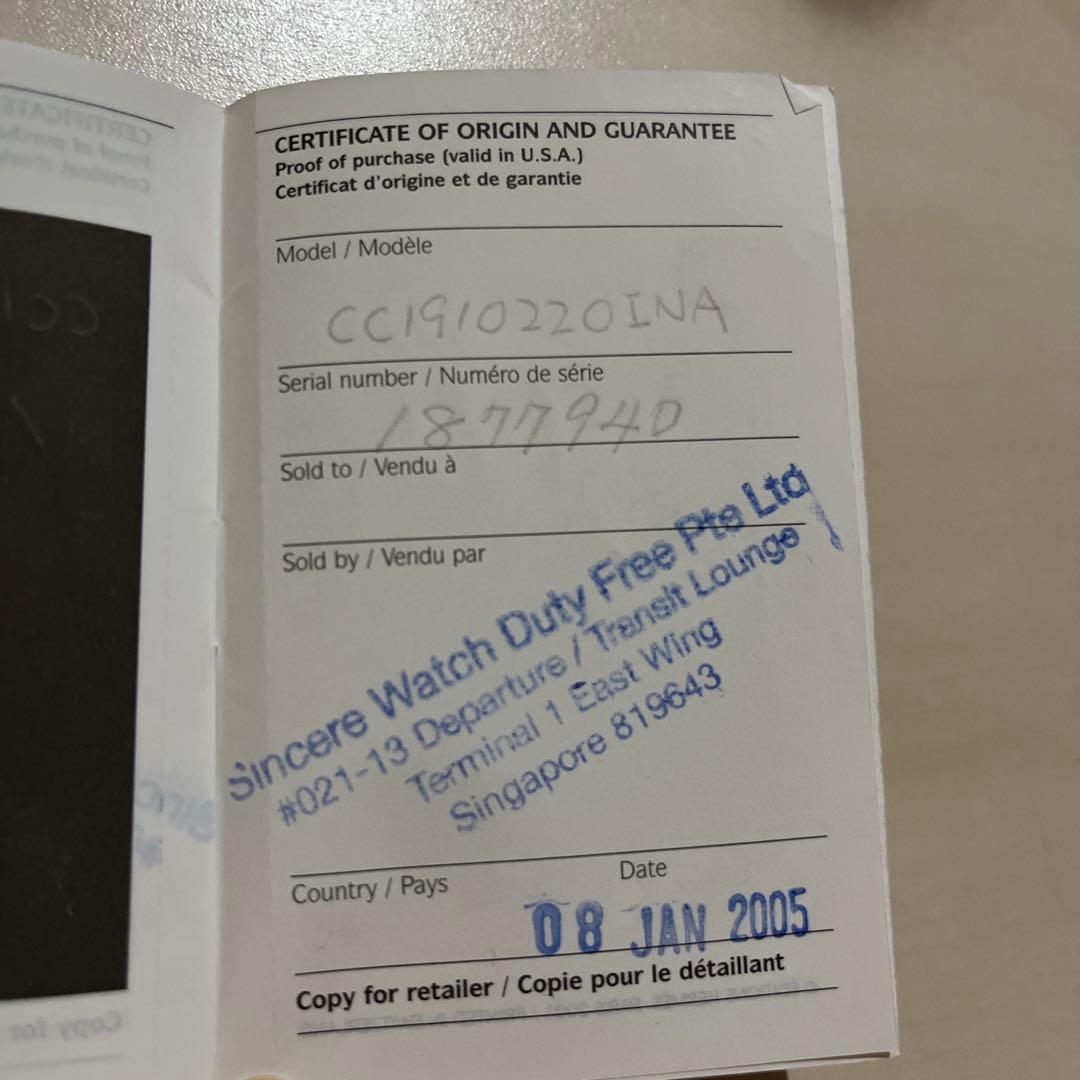 CERTIFICATE OF ORIGIN AND GUARANTEE
Proof of purchase (valid in U.S.A.)
Certificat d'origine et de garantie
Model / Modèle
CC1910220INA
Serial number / Numéro de série
1877940
Sold to / Vendu à
Sold by / Vendu par
Sincere Watch Duty Free Pte Ltd
#021-13 Departure / Transit Lounge
Terminal 1 East Wing
Singapore 819643
Country / Pays
Date
08 JAN 2005
Copy for retailer / Copie pour le détaillant